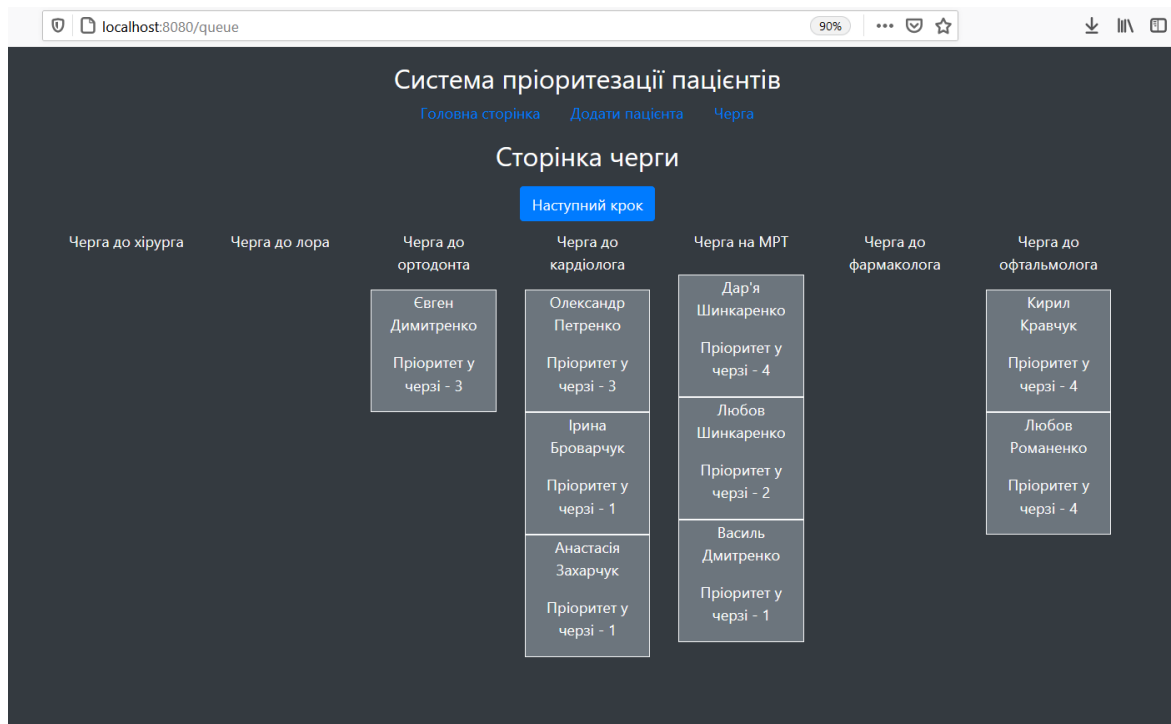 localhost:8080/queue
90%
Система пріоритезації пацієнтів
Головна сторінка Додати пацієнта Черга
Сторінка черги
Наступний крок
Черга до хірурга
Черга до лора
Черга до
ортодонта
Євген
Димитренко
Пріоритет у
черзі - 3
Черга до
кардіолога
Олександр
Петренко
Пріоритет у
черзі - 3
Ірина
Броварчук
Пріоритет у
черзі - 1
Анастасія
Захарчук
Пріоритет у
черзі - 1
Черга на МРТ
Дар'я
Шинкаренко
Пріоритет у
черзі - 4
Любов
Шинкаренко
Пріоритет у
черзі - 2
Василь
Дмитренко
Пріоритет у
черзі - 1
Черга до
фармаколога
Черга до
офтальмолога
Кирил
Кравчук
Пріоритет у
черзі - 4
Любов
Романенко
Пріоритет у
черзі - 4